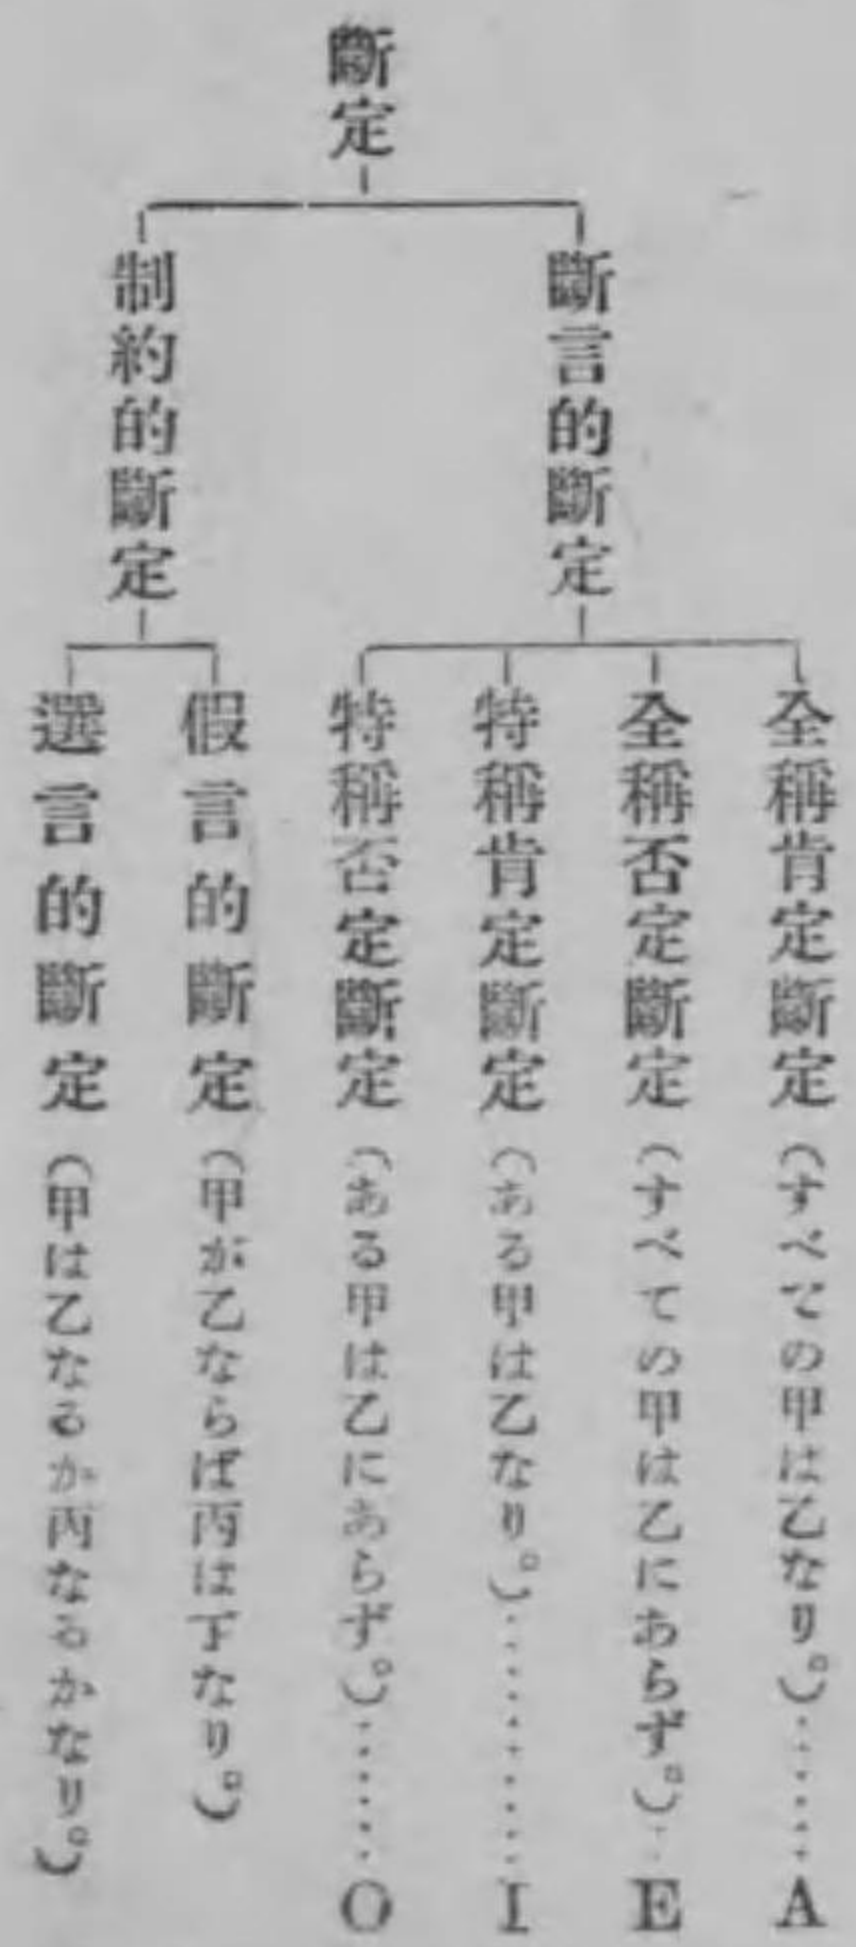 斷定
斷言的斷定
全稱肯定斷定(すべての甲は乙なり。)……A
全稱否定斷定(すべての甲は乙にあらず。)…E
特稱肯定斷定(ある甲は乙なり。)………I
特稱否定斷定(ある甲は乙にあらず。)……O
制約的斷定
假言的斷定(甲が乙ならば丙は丁なり。)
選言的斷定(甲は乙なるか丙なるかなり。)